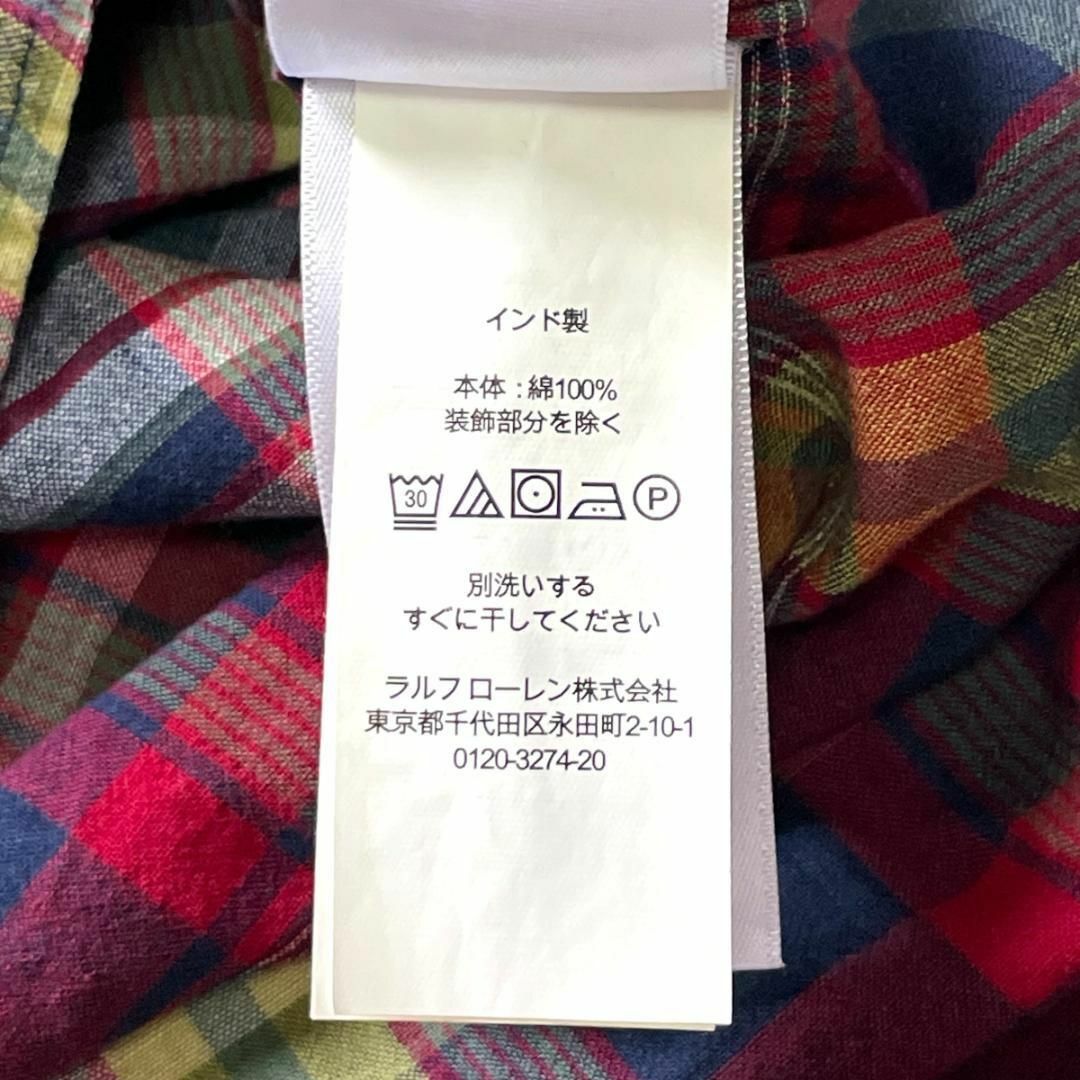 インド製
本体 : 綿100%
装飾部分を除く
30 P
別洗いする
すぐに干してください
ラルフ ローレン株式会社
東京都千代田区永田町2-10-1
0120-3274-20